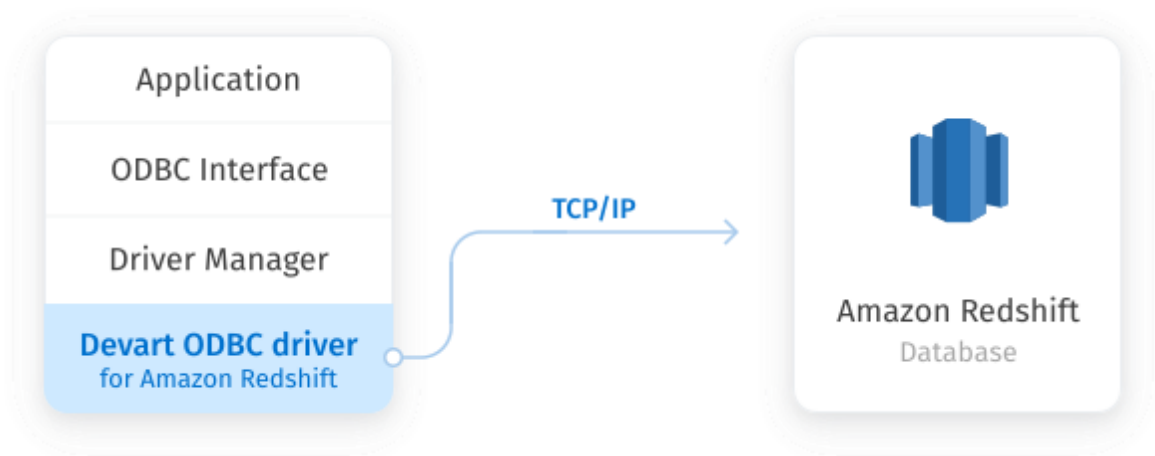 Application
ODBC Interface
Driver Manager
Devart ODBC driver
for Amazon Redshift
TCP/IP
Amazon Redshift
Database